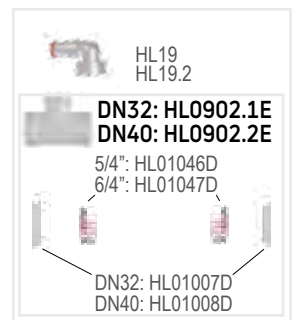 HL19
HL19.2
DN32: HL0902.1E
DN40: HL0902.2E
5/4”: HL01046D
6/4”: HL01047D
DN32: HL01007D
DN40: HL01008D